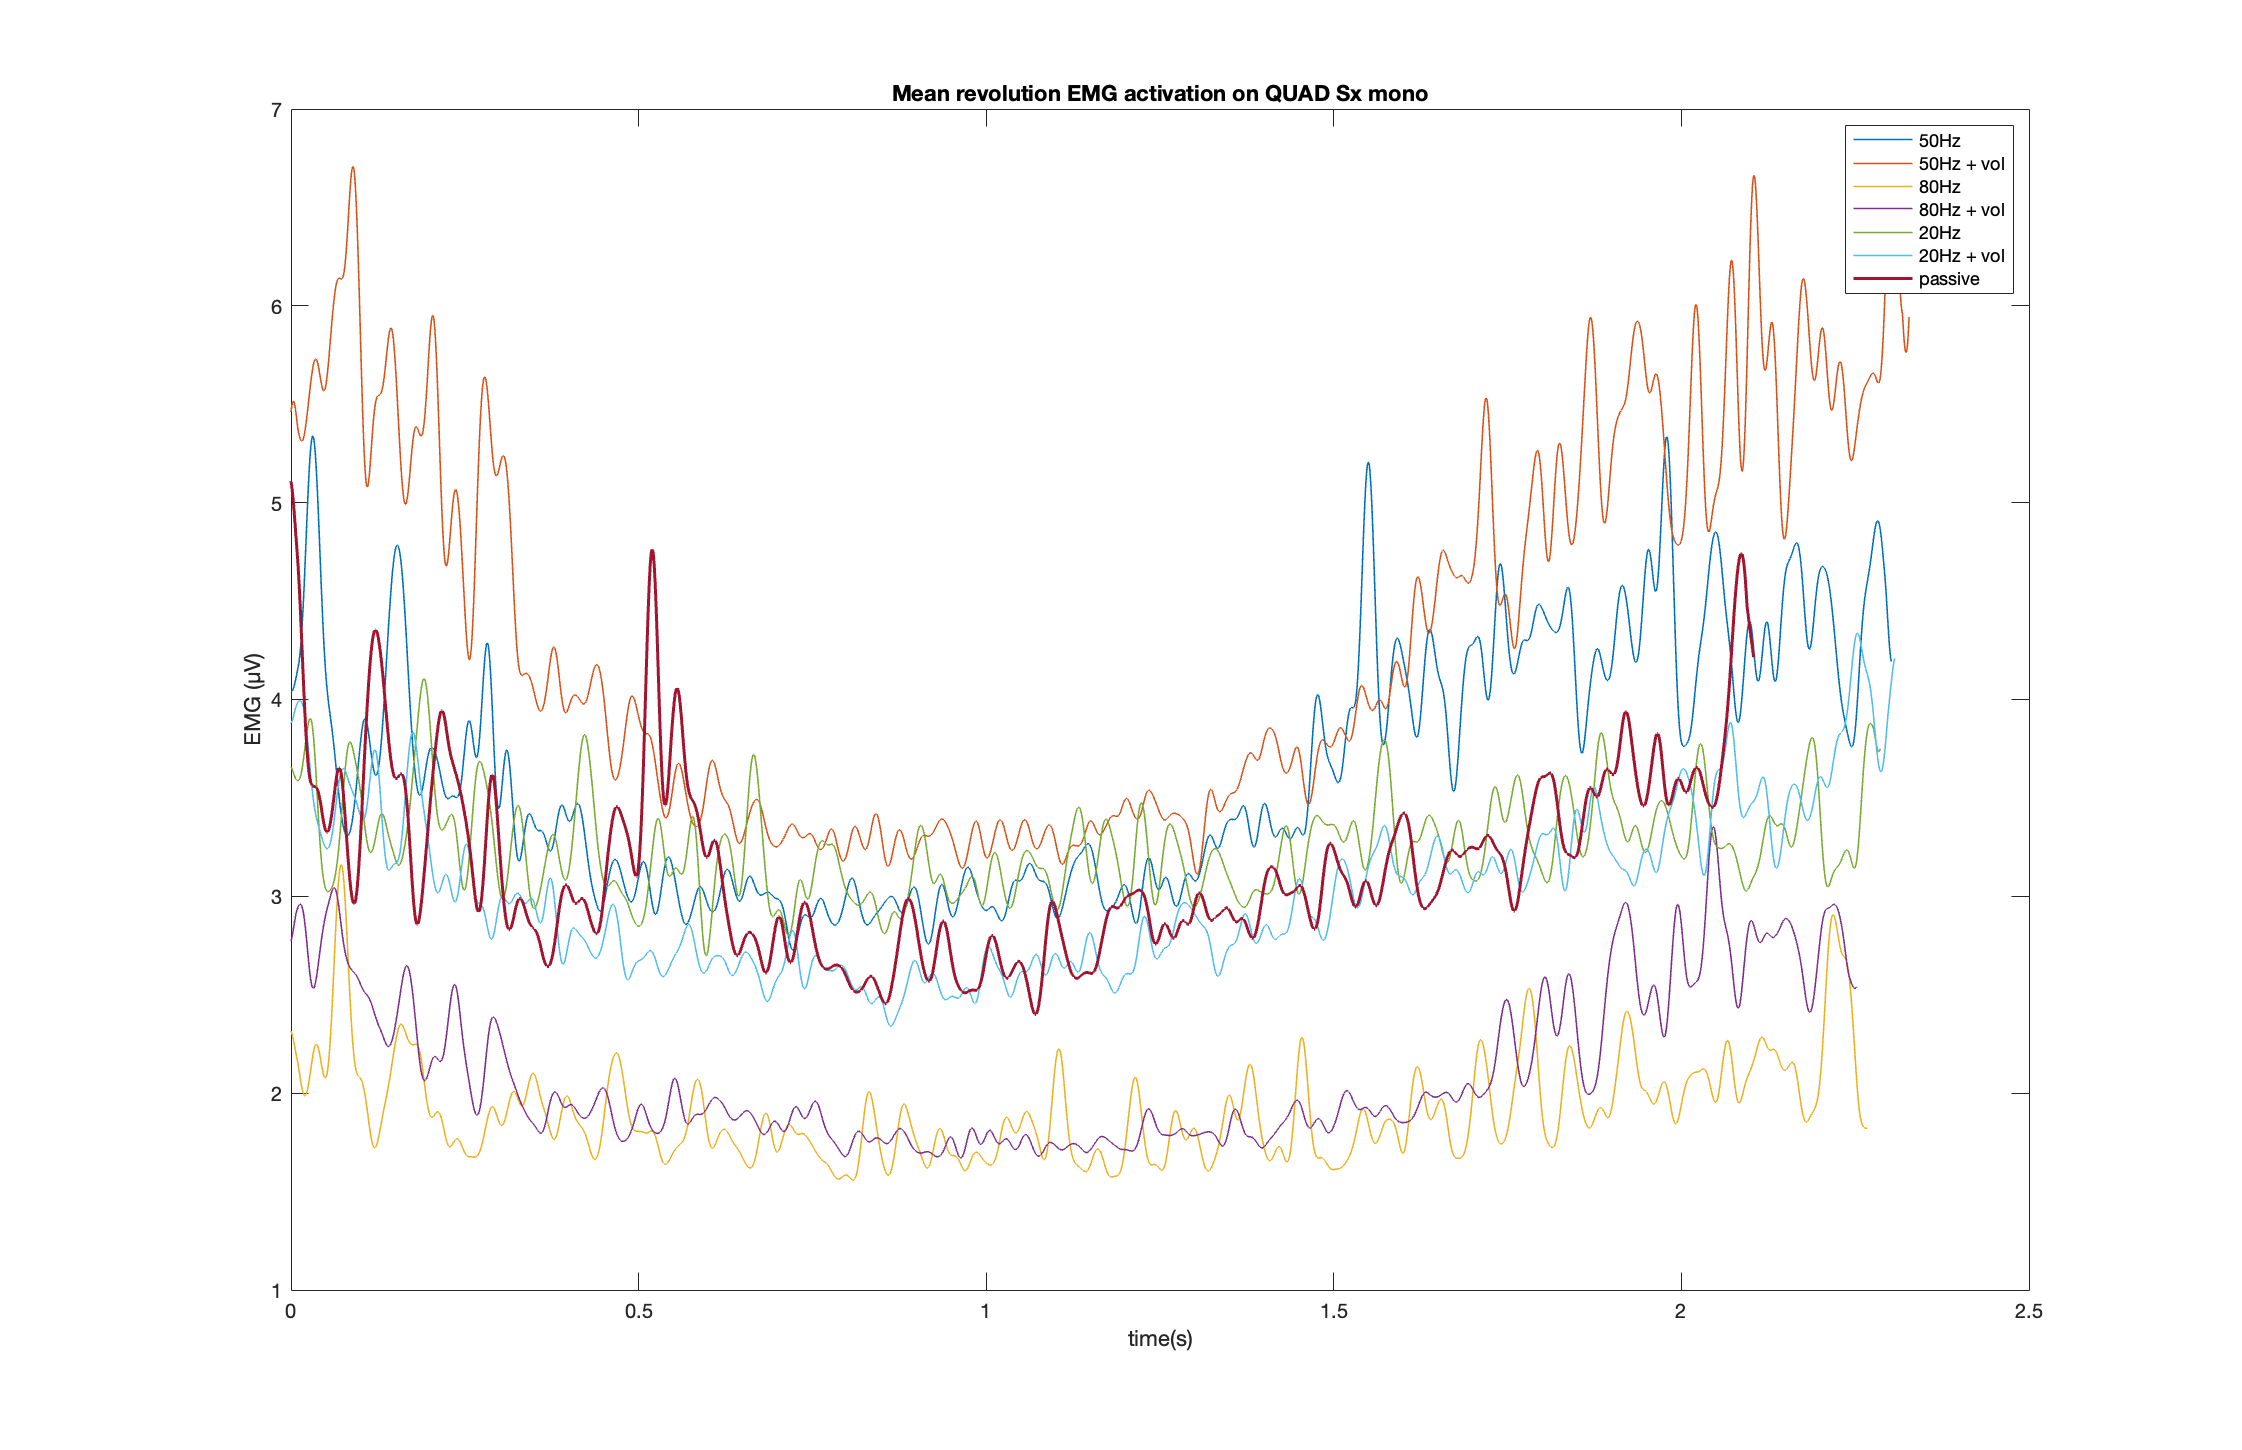 Mean revolution EMG activation on QUAD Sx mono
7
6
5
4
3
2
1
EMG (µV)
0 0.5 1 1.5 2 2.5
time(s)
50Hz
50Hz + vol
80Hz
80Hz + vol
20Hz
20Hz + vol
passive